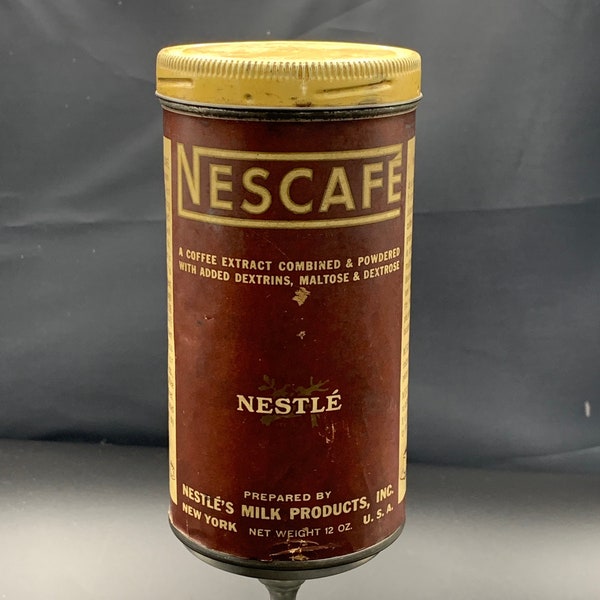 NESCAFÉ
A COFFEE EXTRACT COMBINED & POWDERED
WITH ADDED DEXTRINS, MALTOSE & DEXTROSE
NESTLÉ
PREPARED BY
NESTLÉ'S MILK PRODUCTS, INC.
NEW YORK NET WEIGHT 12 OZ. U.S.A.